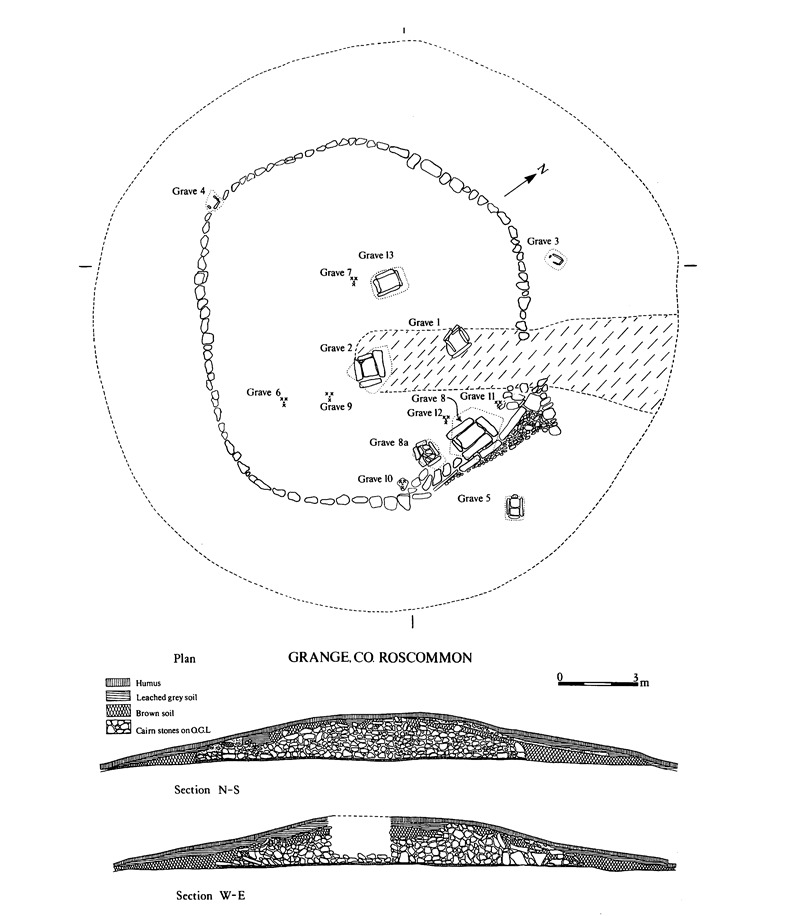 N
Grave 4
Grave 3
Grave 13
Grave 7
Grave 1
Grave 2
Grave 6
Grave 9
Grave 8
Grave 11
Grave 12
Grave 8a
Grave 10
Grave 5
Plan
GRANGE. CO. ROSCOMMON
0 3 m
Humus
Leached grey soil
Brown soil
Cairn stones on O.G.L
Section N-S
Section W-E